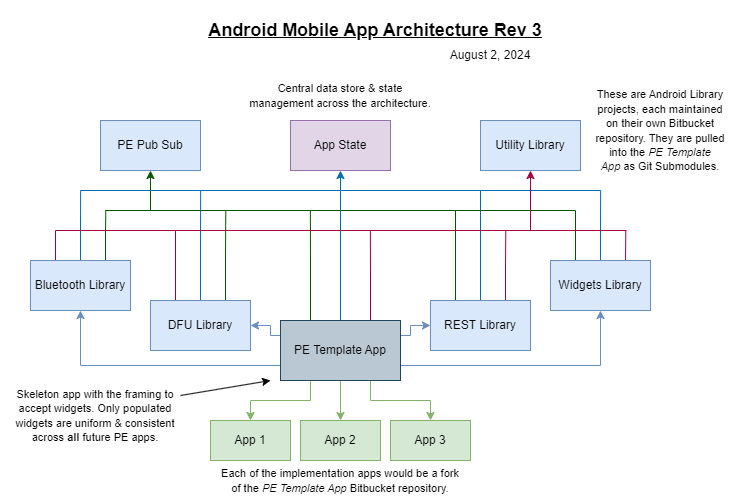 Android Mobile App Architecture Rev 3
August 2, 2024
Central data store & state
management across the architecture.
These are Android Library
projects, each maintained
on their own Bitbucket
repository. They are pulled
into the PE Template
App as Git Submodules.
PE Pub Sub
App State
Utility Library
Bluetooth Library
Widgets Library
DFU Library
REST Library
PE Template App
Skeleton app with the framing to
accept widgets. Only populated
widgets are uniform & consistent
across all future PE apps.
App 1
App 2
App 3
Each of the implementation apps would be a fork
of the PE Template App Bitbucket repository.